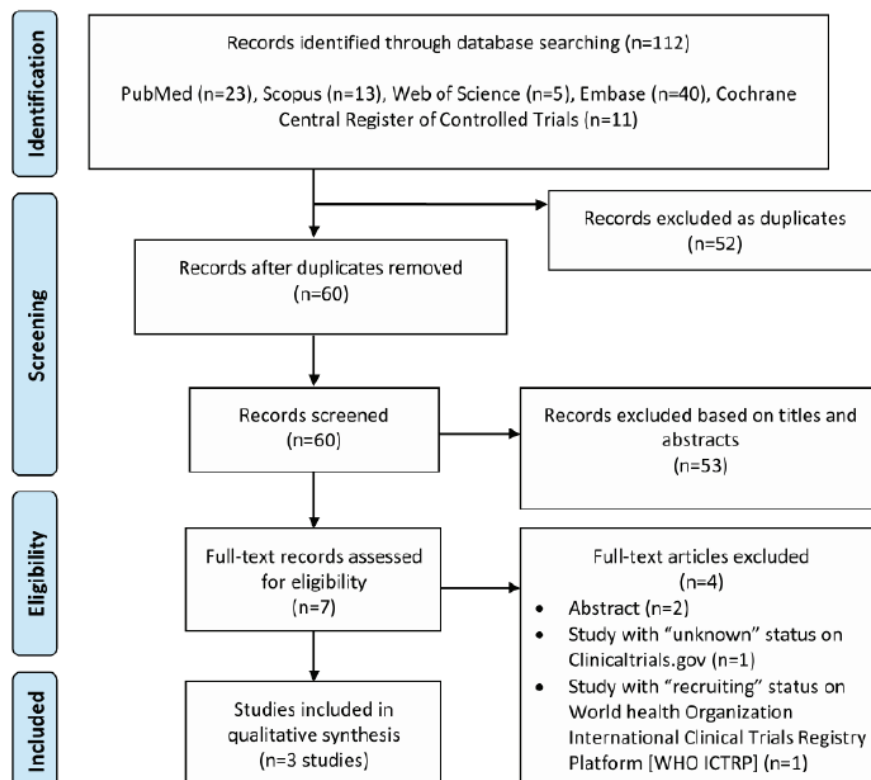 Identification
Records identified through database searching (n=112)
PubMed (n=23), Scopus (n=13), Web of Science (n=5), Embase (n=40), Cochrane
Central Register of Controlled Trials (n=11)
Screening
Records excluded as duplicates
(n=52)
Records after duplicates removed
(n=60)
Records screened
(n=60)
Records excluded based on titles and
abstracts
(n=53)
Eligibility
Full-text records assessed
for eligibility
(n=7)
Full-text articles excluded
(n=4)
• Abstract (n=2)
• Study with “unknown” status on
Clinicaltrials.gov (n=1)
• Study with “recruiting” status on
World health Organization
International Clinical Trials Registry
Platform [WHO ICTRP] (n=1)
Included
Studies included in
qualitative synthesis
(n=3 studies)